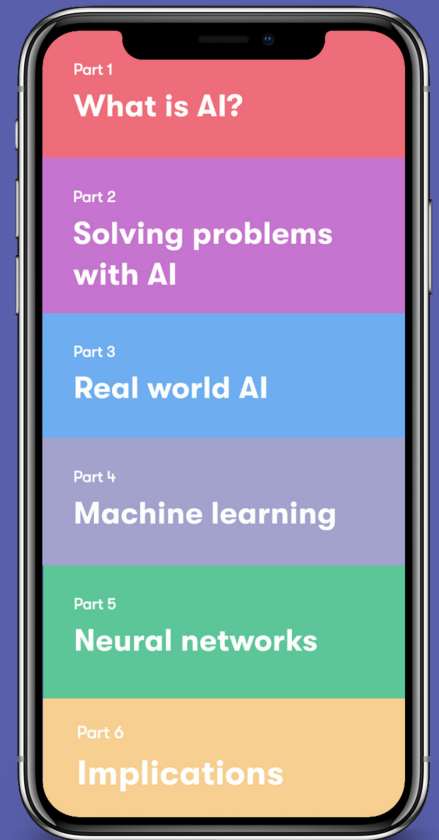 Part 1
What is AI?
Part 2
Solving problems
with AI
Part 3
Real world AI
Part 4
Machine learning
Part 5
Neural networks
Part 6
Implications